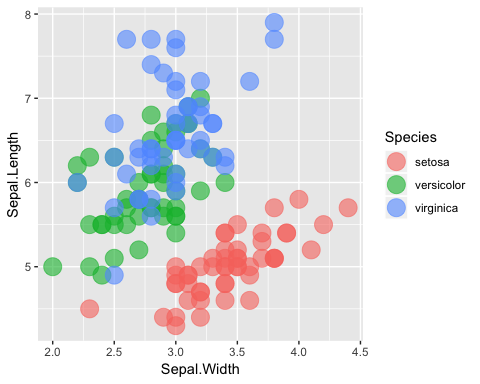 8
7
6
5
Sepal.Length
2.0 2.5 3.0 3.5 4.0 4.5
Sepal.Width
Species
setosa
versicolor
virginica